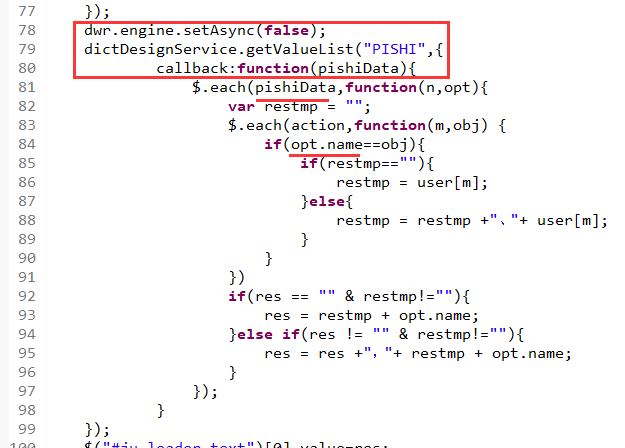 77 });
78 dwr.engine.setAsync(false);
79 dictDesignService.getValueList("PISHI",{
80 callback:function(pishiData){
81 $.each(pishiData,function(n,opt){
82 var restmp = "";
83 $.each(action,function(m,obj) {
84 if(opt.name==obj){
85 if(restmp==""){
86 restmp = user[m];
87 }else{
88 restmp = restmp +"、"+ user[m];
89 }
90 }
91 })
92 if(res == "" & restmp!=""){
93 res = restmp + opt.name;
94 }else if(res != "" & restmp!=""){
95 res = res +"，"+ restmp + opt.name;
96 }
97 });
98 }
99 });